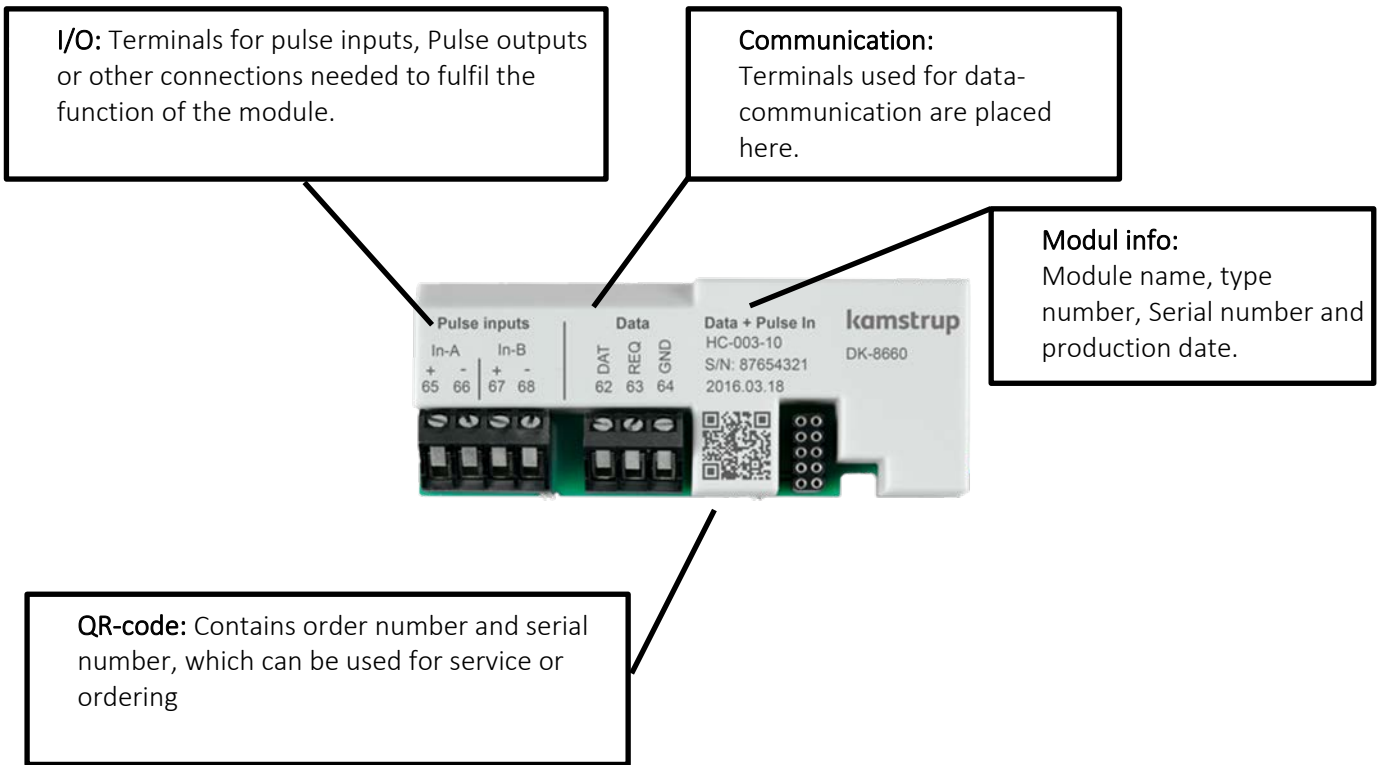 I/O: Terminals for pulse inputs, Pulse outputs
or other connections needed to fulfil the
function of the module.
Communication:
Terminals used for data-
communication are placed
here.
Modul info:
Module name, type
number, Serial number and
production date.
Pulse inputs
In-A In-B
+ - + -
65 66 67 68
Data
DAT REQ GND
62 63 64
Data + Pulse In
HC-003-10
S/N: 87654321
2016.03.18
kamstrup
DK-8660
QR-code: Contains order number and serial
number, which can be used for service or
ordering